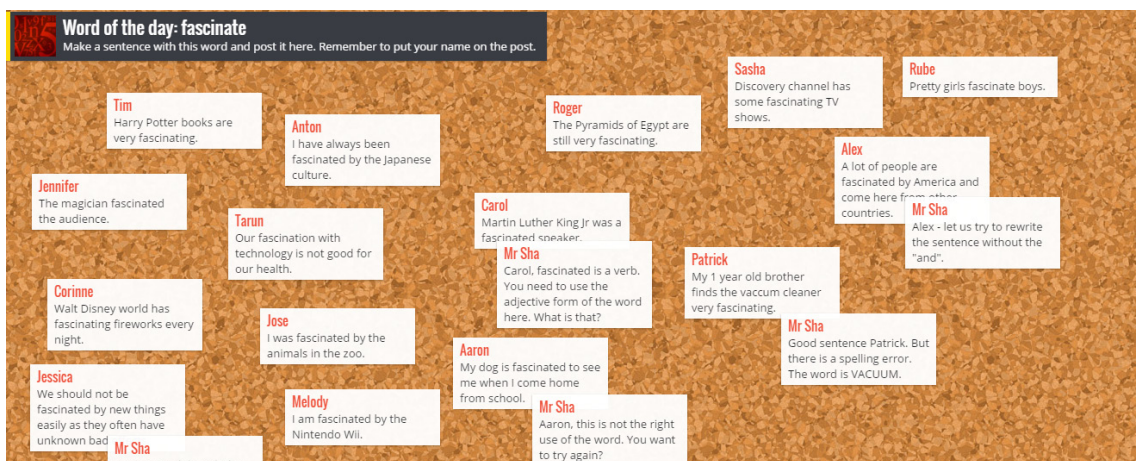 Word of the day: fascinate
Make a sentence with this word and post it here. Remember to put your name on the post.
Sasha
Discovery channel has
some fascinating TV
shows.
Rube
Pretty girls fascinate boys.
Tim
Harry Potter books are
very fascinating.
Anton
I have always been
fascinated by the Japanese
culture.
Roger
The Pyramids of Egypt are
still very fascinating.
Alex
A lot of people are
fascinated by America and
come here from other
countries.
Mr Sha
Alex - let us try to rewrite
the sentence without the
"and".
Jennifer
The magician fascinated
the audience.
Tarun
Our fascination with
technology is not good for
our health.
Carol
Martin Luther King Jr was a
fascinated speaker.
Mr Sha
Carol, fascinated is a verb.
You need to use the
adjective form of the word
here. What is that?
Patrick
My 1 year old brother
finds the vaccum cleaner
very fascinating.
Mr Sha
Good sentence Patrick. But
there is a spelling error.
The word is VACUUM.
Corinne
Walt Disney world has
fascinating fireworks every
night.
Jose
I was fascinated by the
animals in the zoo.
Aaron
My dog is fascinated to see
me when I come home
from school.
Mr Sha
Aaron, this is not the right
use of the word. You want
to try again?
Jessica
We should not be
fascinated by new things
easily as they often have
unknown bad
Mr Sha
Melody
I am fascinated by the
Nintendo Wii.